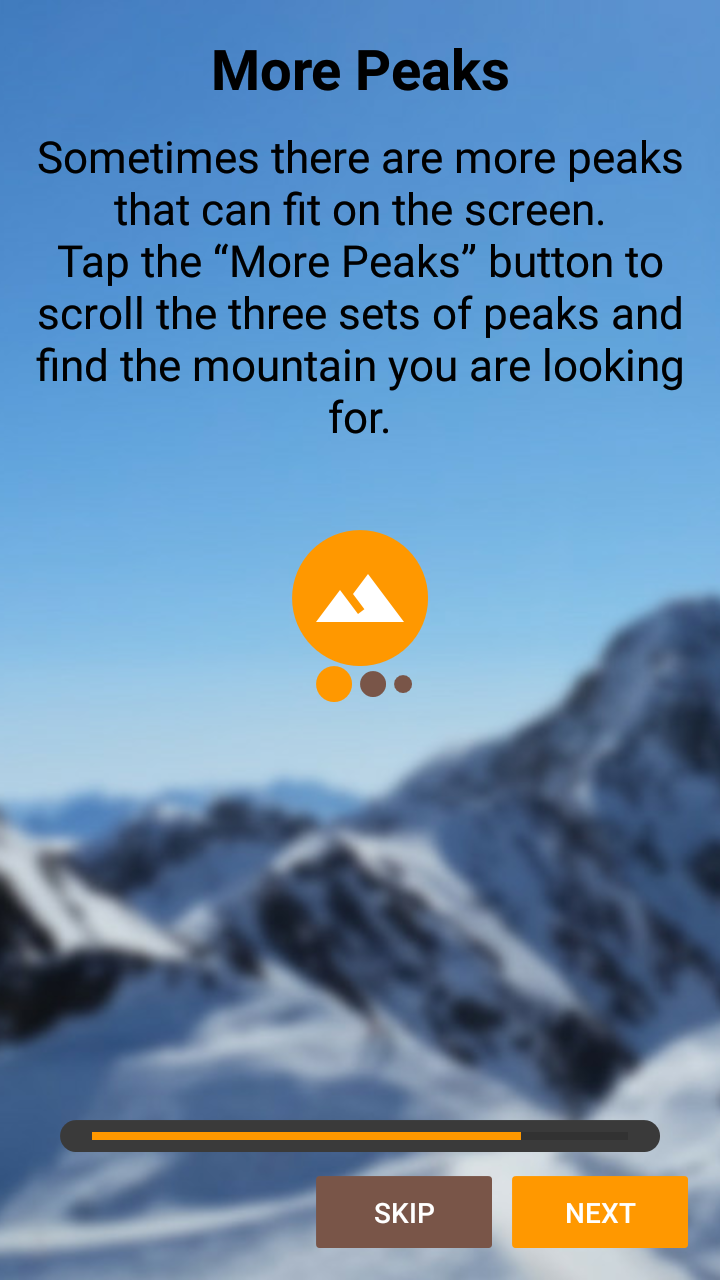 More Peaks
Sometimes there are more peaks
that can fit on the screen.
Tap the “More Peaks” button to
scroll the three sets of peaks and
find the mountain you are looking
for.
SKIP
NEXT